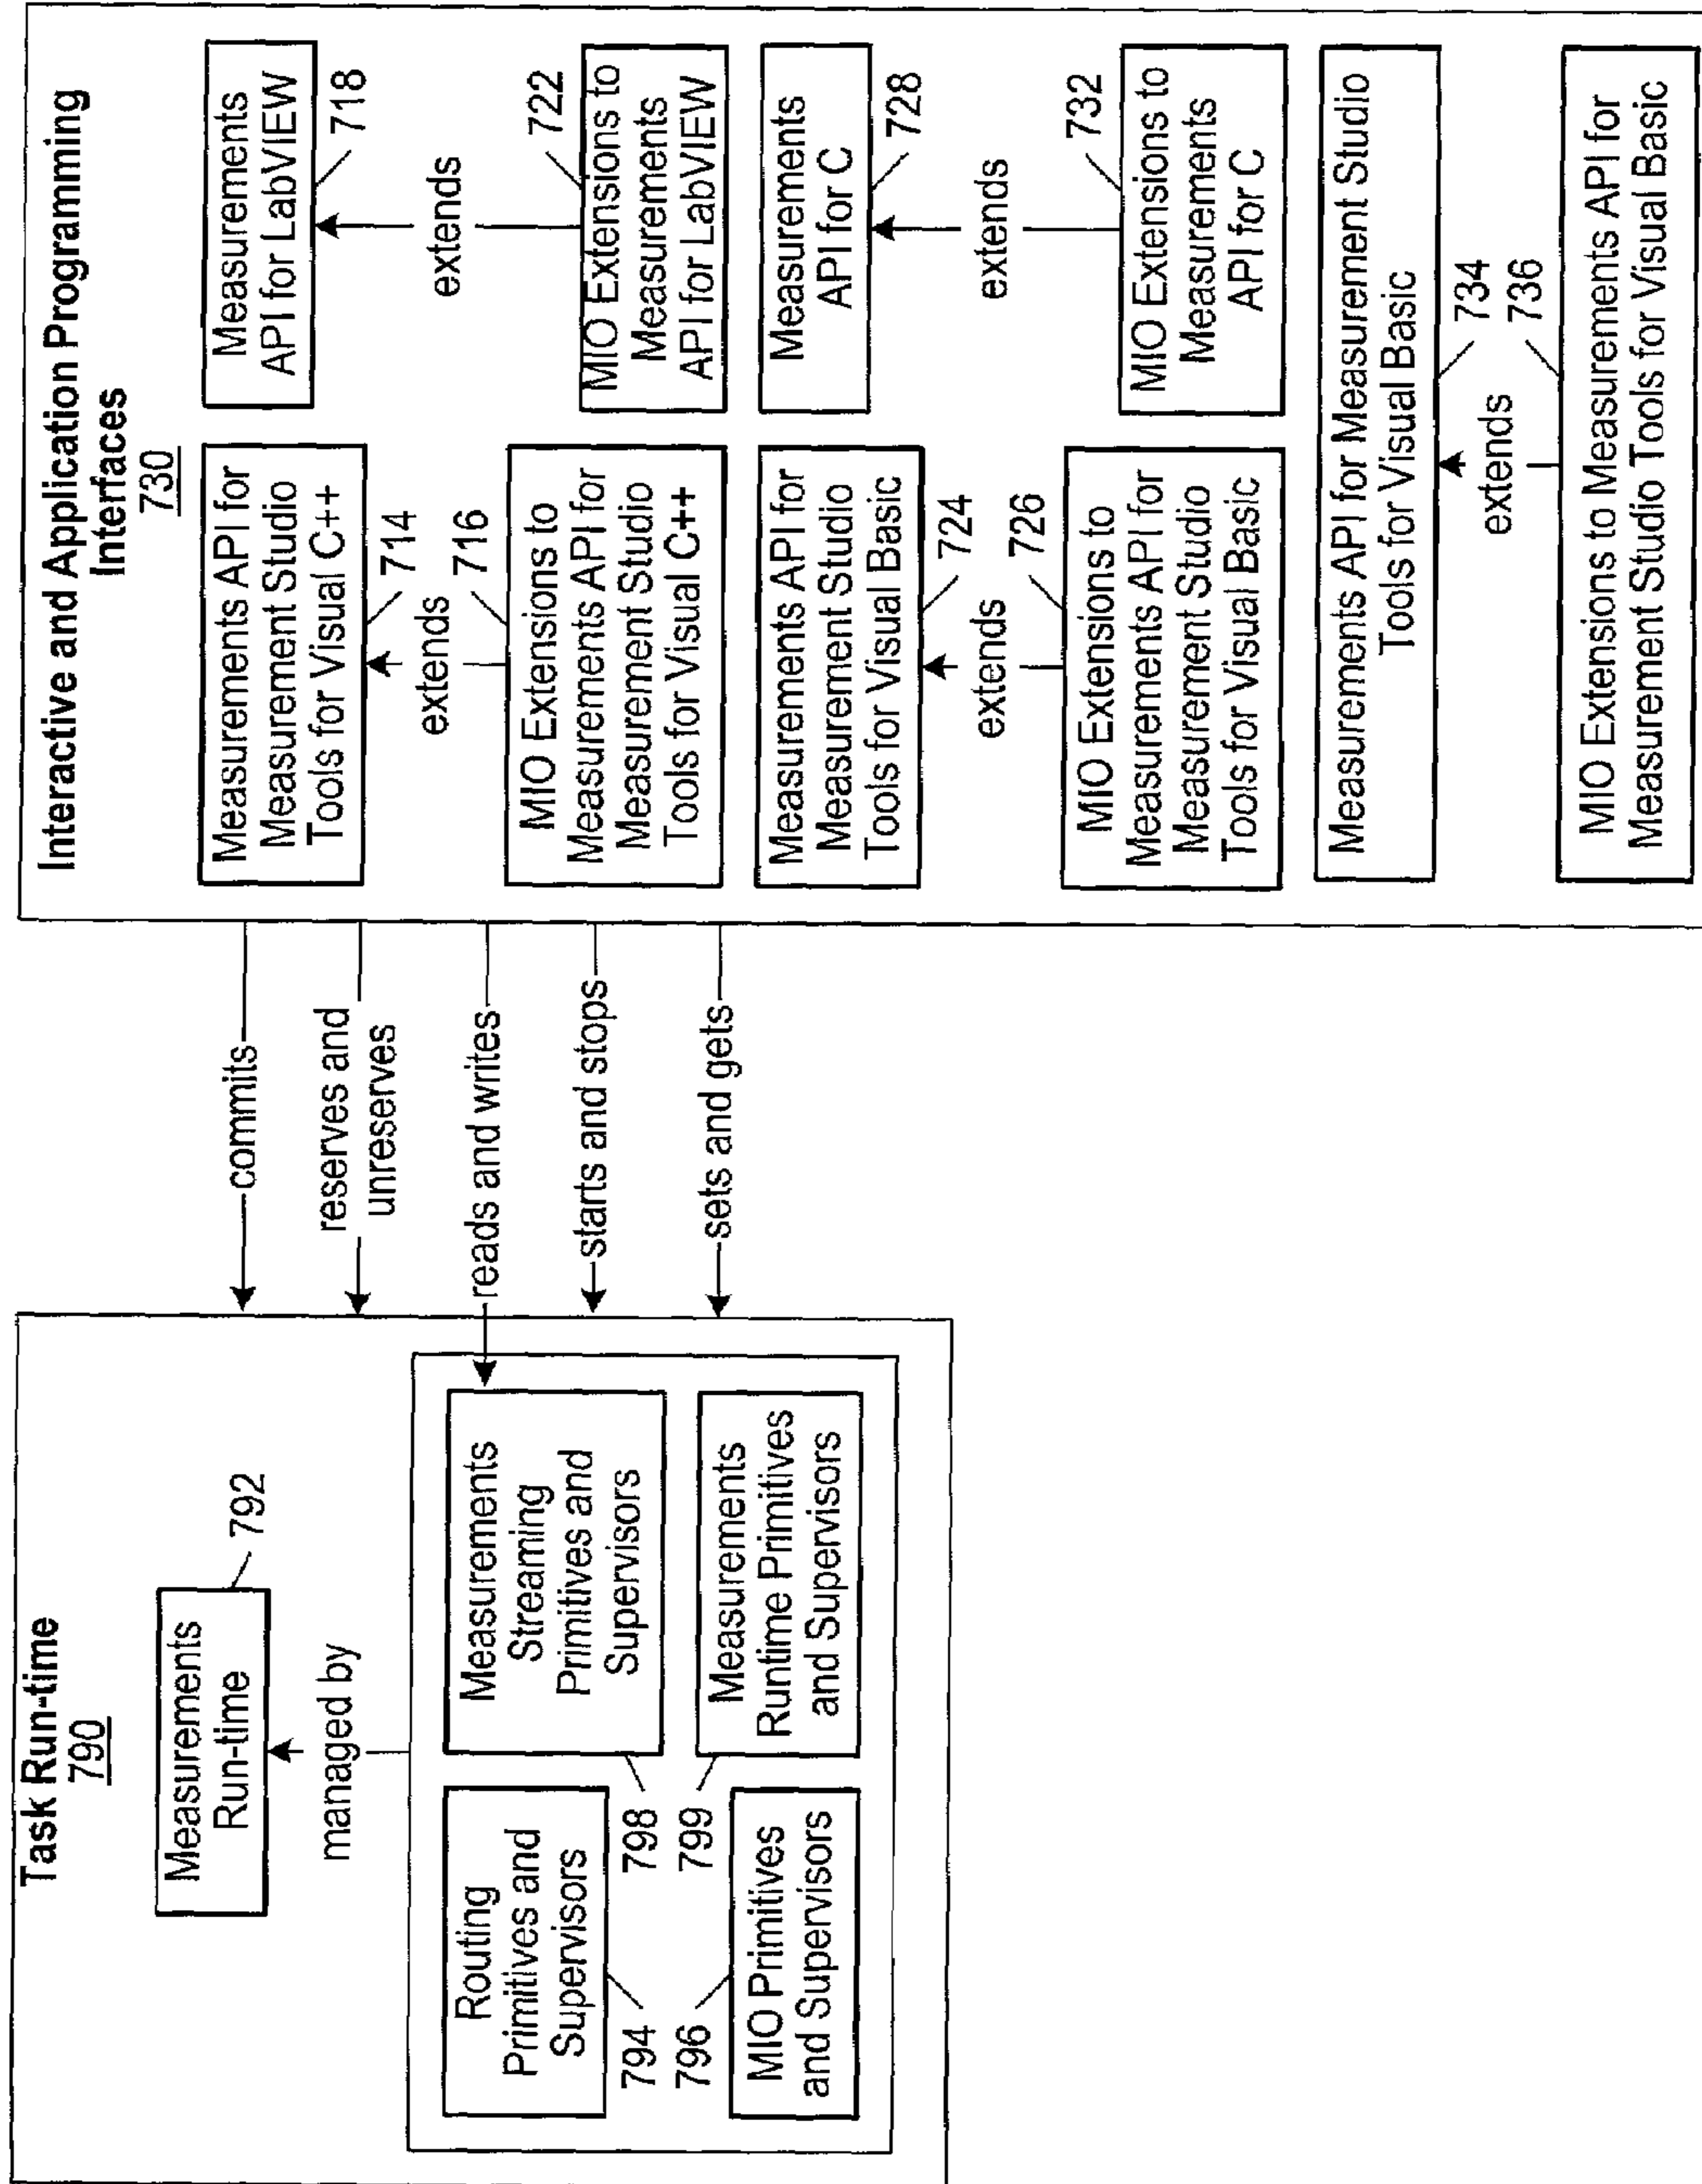 Task Run-time
790
Measurements
Run-time
792
managed by
Routing
Primitives and
Supervisors
794
Measurements
Streaming
Primitives and
Supervisors
798
796
MIO Primitives
and Supervisors
799
Measurements
Runtime Primitives
and Supervisors
commits
reserves and
unreserves
reads and writes
starts and stops
sets and gets
Interactive and Application Programming
Interfaces
730
Measurements API for
Measurement Studio
Tools for Visual C++
714
extends
716
MIO Extensions to
Measurements API for
Measurement Studio
Tools for Visual C++
Measurements
API for LabVIEW
718
extends
722
MIO Extensions to
Measurements
API for LabVIEW
Measurements API for
Measurement Studio
Tools for Visual Basic
724
extends
726
MIO Extensions to
Measurements API for
Measurement Studio
Tools for Visual Basic
Measurements
API for C
728
extends
732
MIO Extensions to
Measurements
API for C
Measurements API for Measurement Studio
Tools for Visual Basic
734
extends
736
MIO Extensions to Measurements API for
Measurement Studio Tools for Visual Basic